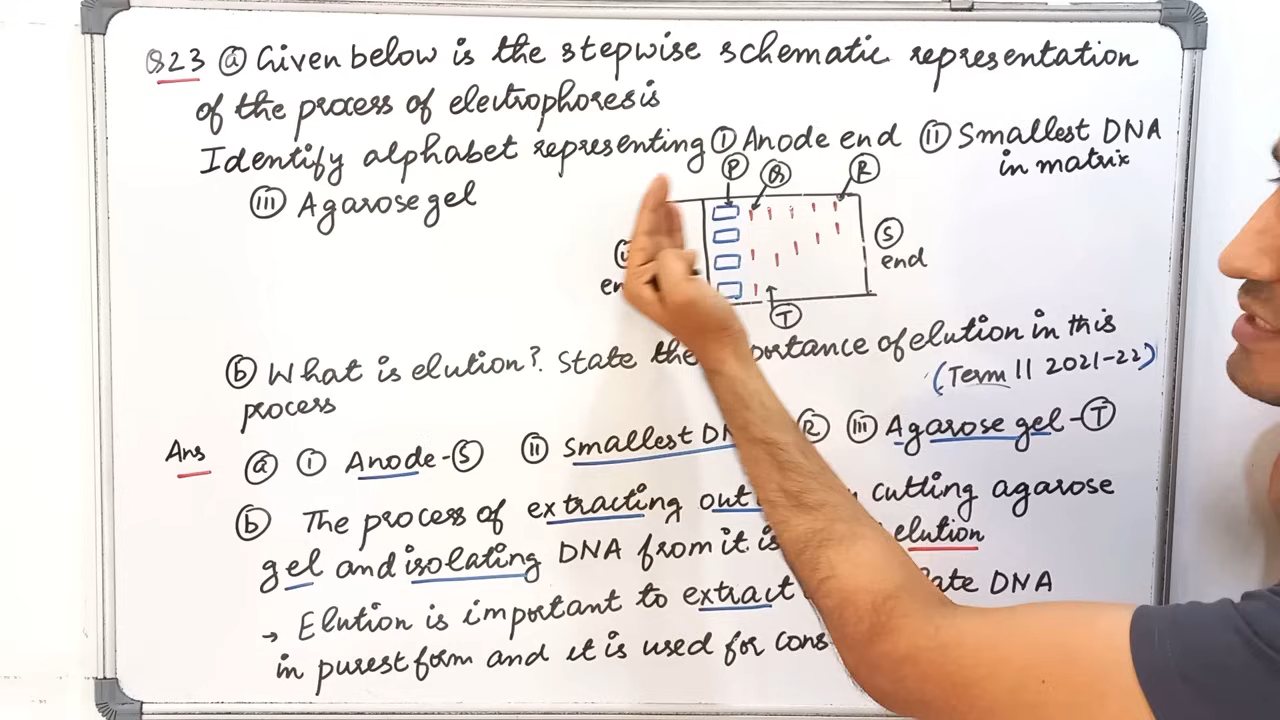 Q23 (a) Given below is the stepwise schematic representation
of the process of electrophoresis
Identify alphabet representing (i) Anode end (ii) Smallest DNA
in matrix
(iii) Agarose gel
P Q R
S
end
T
(b) What is elution? State the importance of elution in this
process
(Term II 2021-22)
Ans (a) (i) Anode - S (ii) Smallest R (iii) Agarose gel - T
(b) The process of extracting out cutting agarose
gel and isolating DNA from it is elution
→ Elution is important to extract DNA
in purest form and it is used for